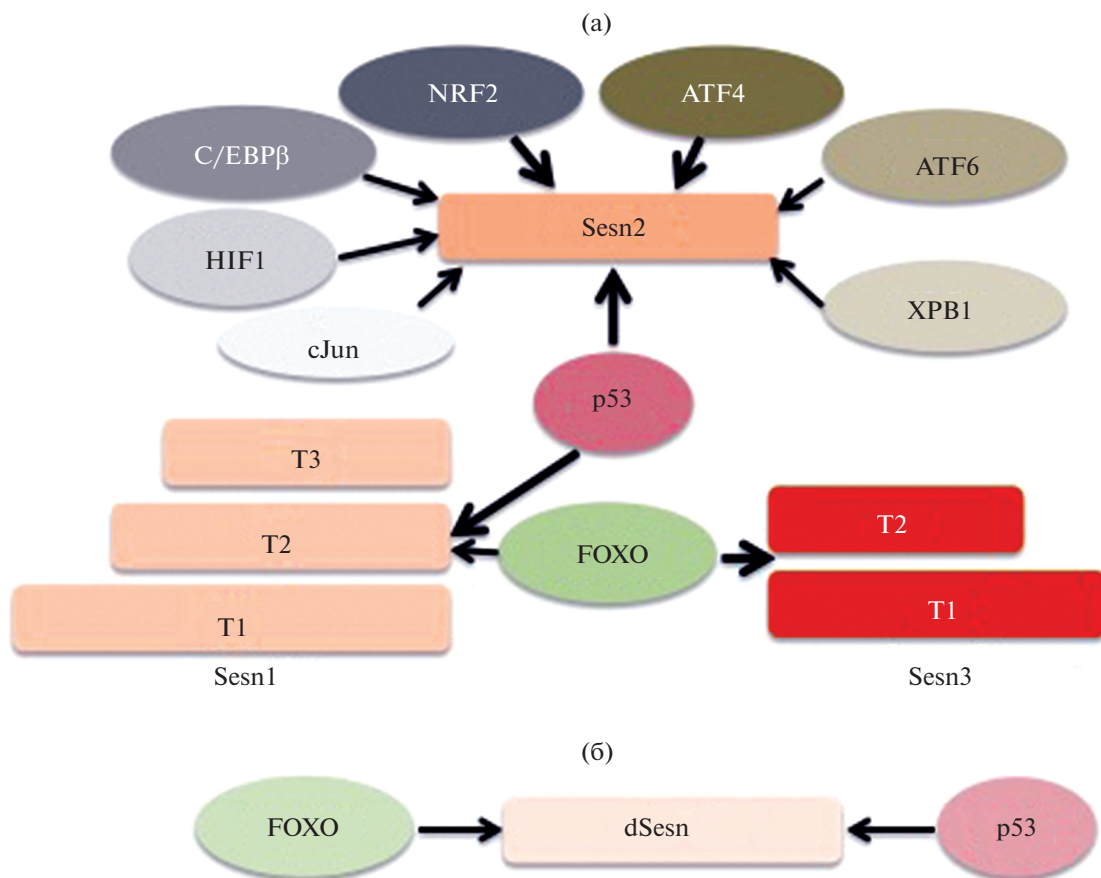 (а)
NRF2
ATF4
C/EBPβ
ATF6
Sesn2
HIF1
XPB1
cJun
p53
T3
T2
T2
FOXO
T1
T1
Sesn1
Sesn3
(б)
FOXO
dSesn
p53